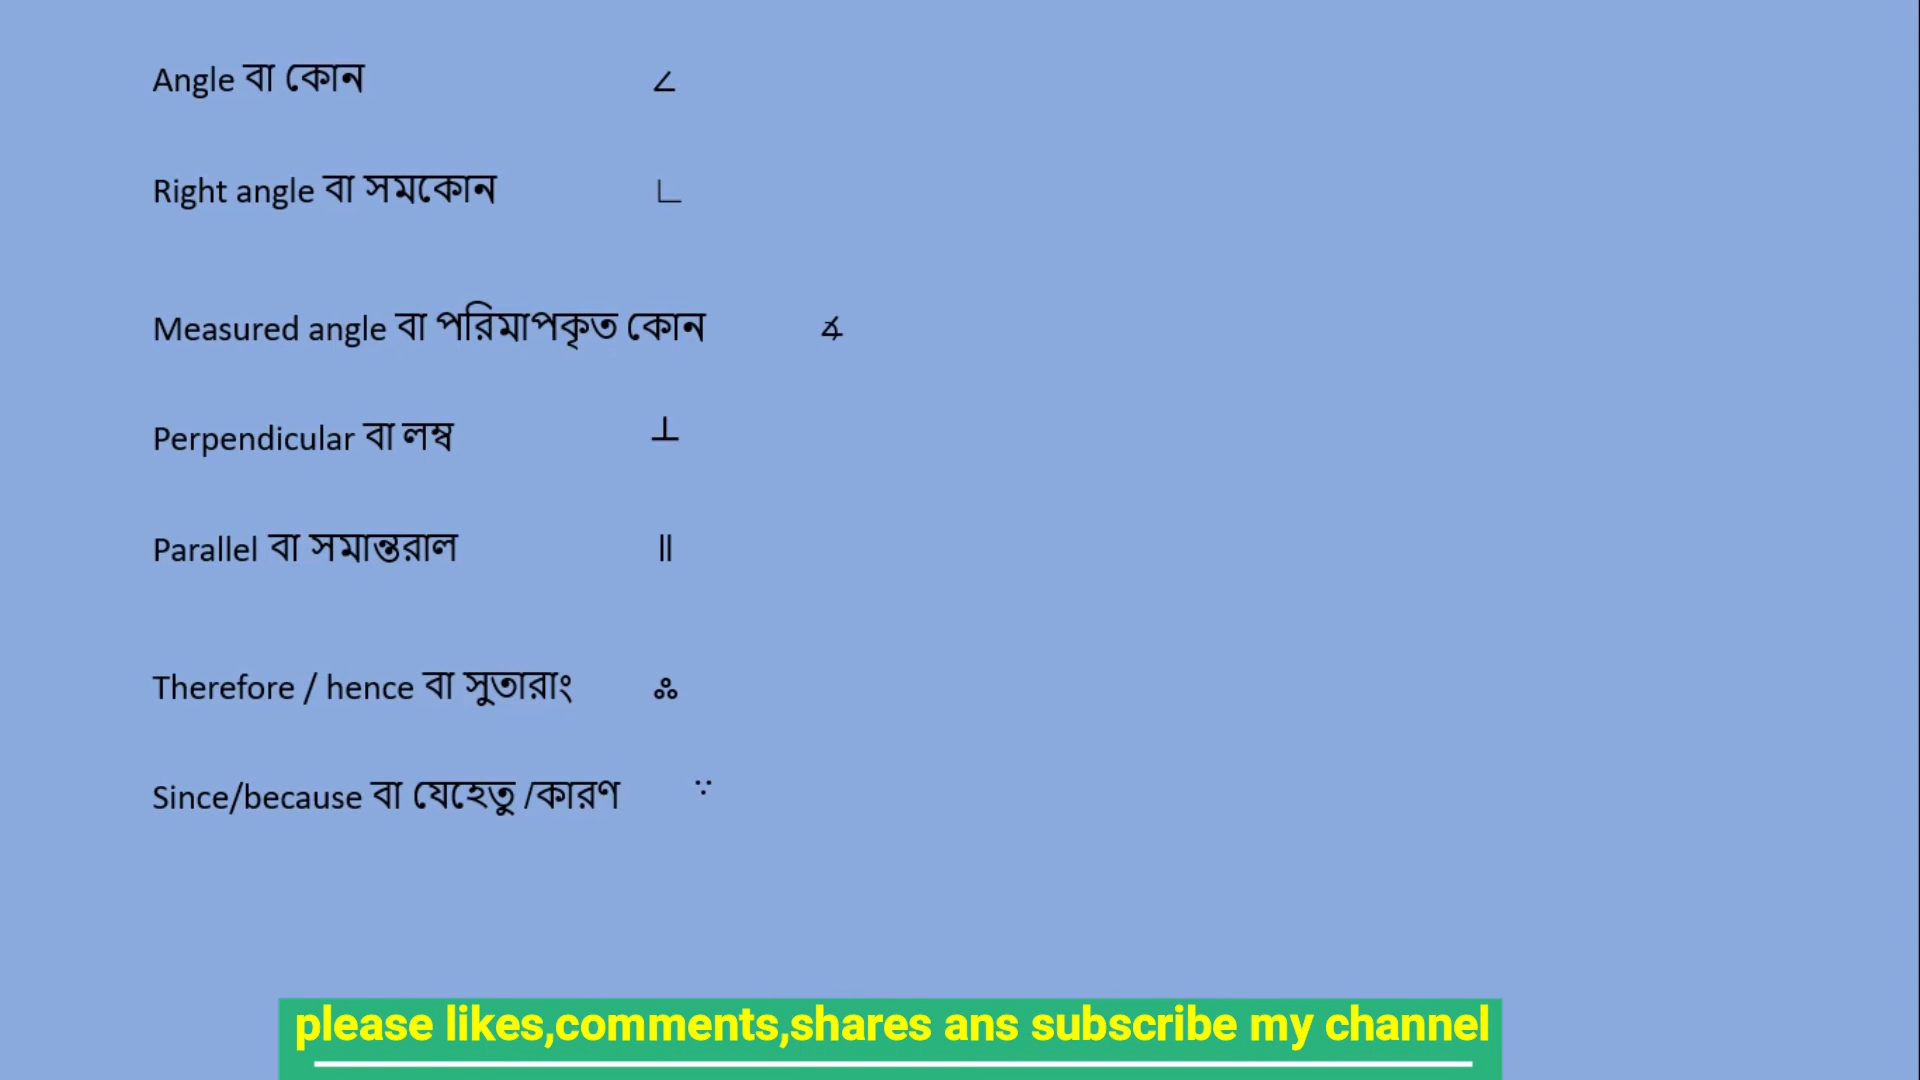 Angle বা কোন ∠
Right angle বা সমকোন ∟
Measured angle বা পরিমাপকৃত কোন ∡
Perpendicular বা লম্ব ⊥
Parallel বা সমান্তরাল ॥
Therefore / hence বা সুতারাং ஃ
Since/because বা যেহেতু /কারণ ∵
please likes,comments,shares ans subscribe my channel